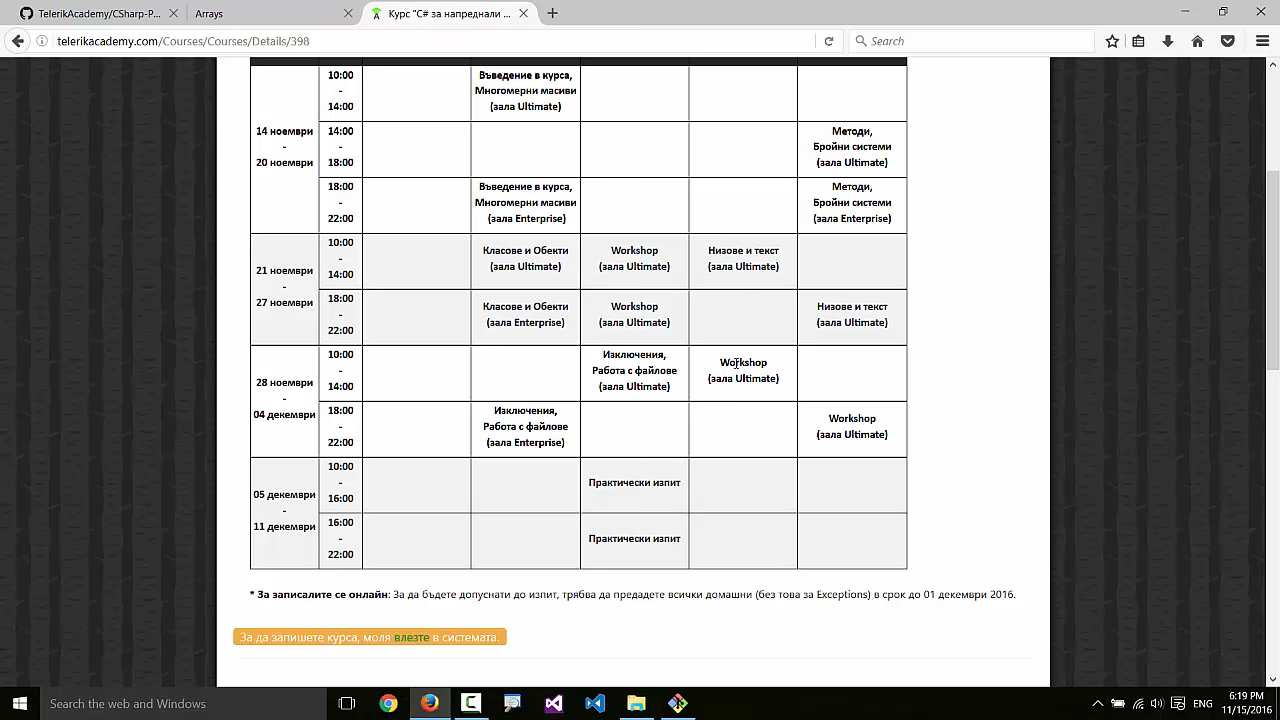 TelerikAcademy/CSharp-P...
Arrays
Курс "C# за напреднали ...
telerikacademy.com/Courses/Courses/Details/398
Search
14 ноември
-
20 ноември
10:00
-
14:00
Въведение в курса,
Многомерни масиви
(зала Ultimate)
14:00
-
18:00
Методи,
Бройни системи
(зала Ultimate)
18:00
-
22:00
Въведение в курса,
Многомерни масиви
(зала Enterprise)
Методи,
Бройни системи
(зала Enterprise)
21 ноември
-
27 ноември
10:00
-
14:00
Класове и Обекти
(зала Ultimate)
Workshop
(зала Ultimate)
Низове и текст
(зала Ultimate)
18:00
-
22:00
Класове и Обекти
(зала Enterprise)
Workshop
(зала Ultimate)
Низове и текст
(зала Ultimate)
28 ноември
-
04 декември
10:00
-
14:00
Изключения,
Работа с файлове
(зала Ultimate)
Workshop
(зала Ultimate)
18:00
-
22:00
Изключения,
Работа с файлове
(зала Enterprise)
Workshop
(зала Ultimate)
05 декември
-
11 декември
10:00
-
16:00
Практически изпит
16:00
-
22:00
Практически изпит
* За записалите се онлайн: За да бъдете допуснати до изпит, трябва да предадете всички домашни (без това за Exceptions) в срок до 01 декември 2016.
За да запишете курса, моля влезте в системата.
Search the web and Windows
ENG
6:19 PM
11/15/2016